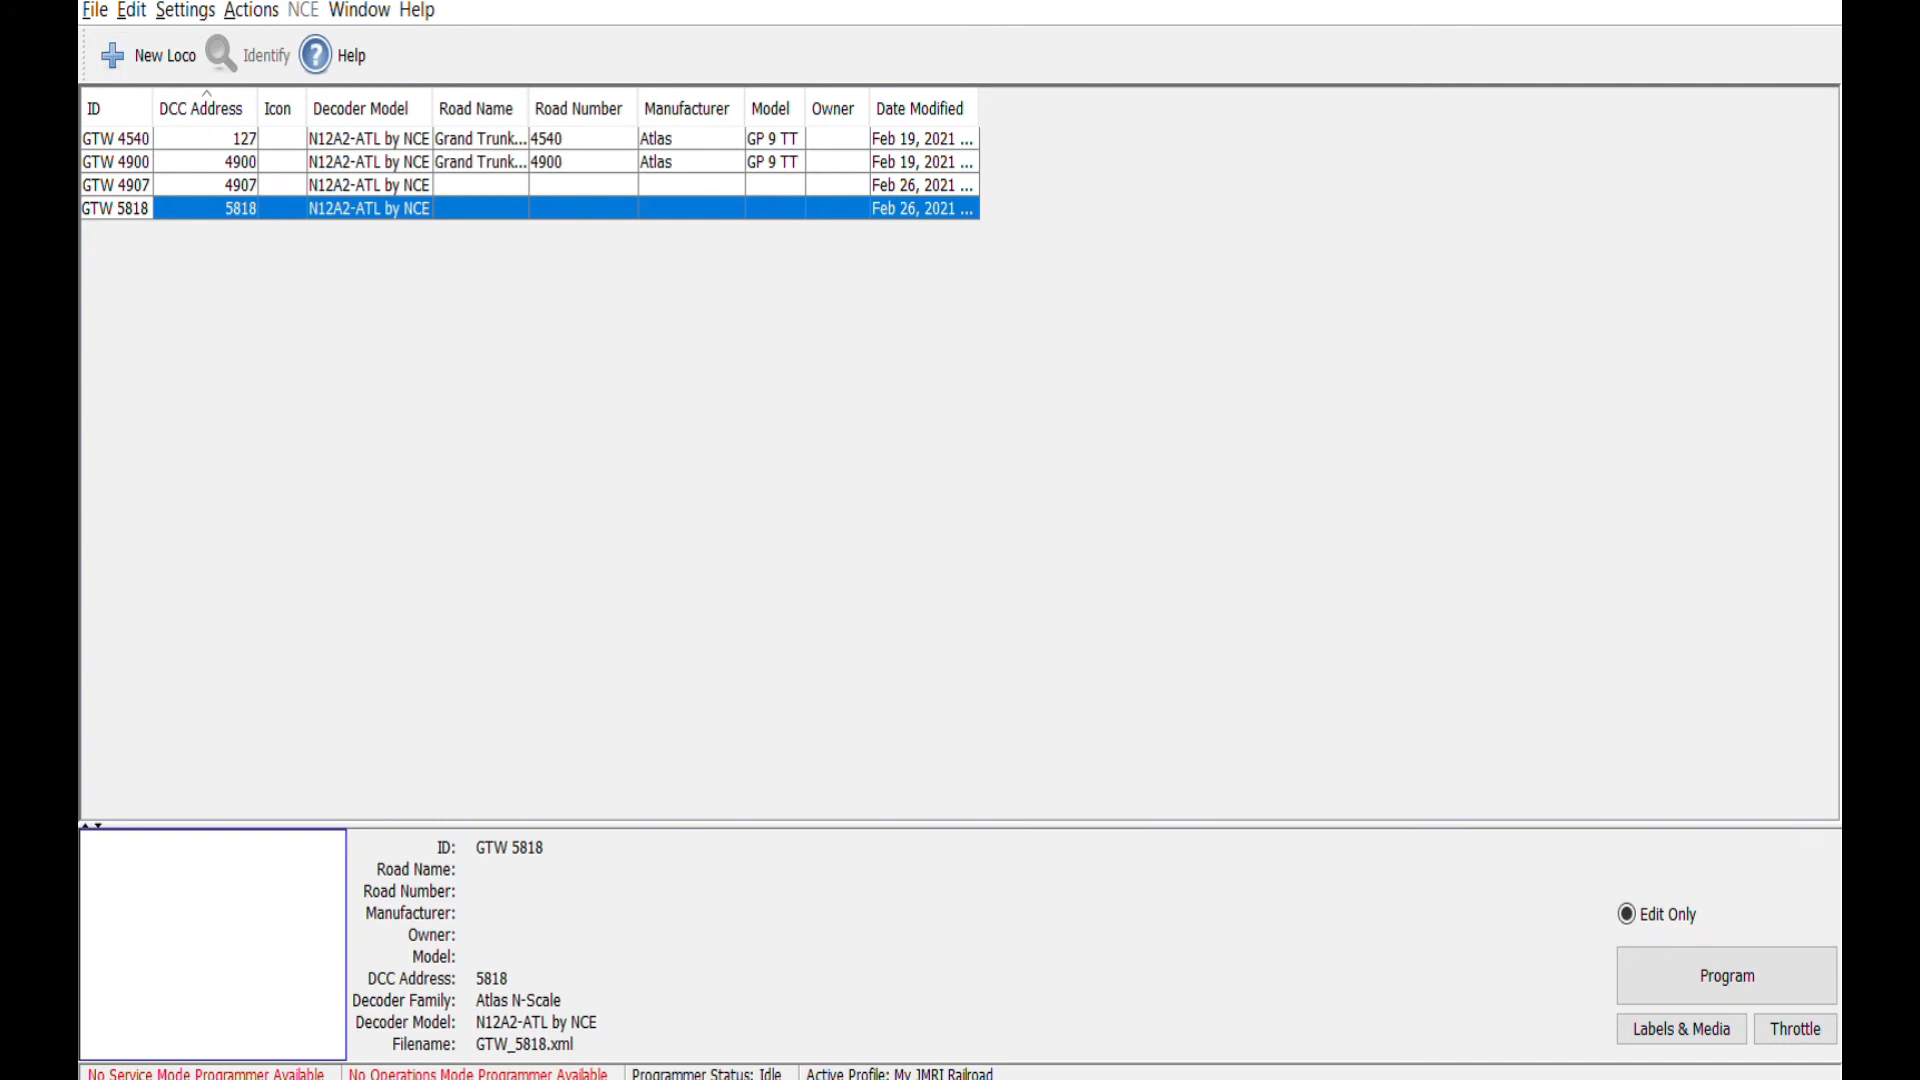 File Edit Settings Actions NCE Window Help
New Loco Identify ? Help
ID DCC Address Icon Decoder Model Road Name Road Number Manufacturer Model Owner Date Modified
GTW 4540 127 N12A2-ATL by NCE Grand Trunk... 4540 Atlas GP 9 TT Feb 19, 2021 ...
GTW 4900 4900 N12A2-ATL by NCE Grand Trunk... 4900 Atlas GP 9 TT Feb 19, 2021 ...
GTW 4907 4907 N12A2-ATL by NCE Feb 26, 2021 ...
GTW 5818 5818 N12A2-ATL by NCE Feb 26, 2021 ...
ID: GTW 5818
Road Name:
Road Number:
Manufacturer:
Owner:
Model:
DCC Address: 5818
Decoder Family: Atlas N-Scale
Decoder Model: N12A2-ATL by NCE
Filename: GTW_5818.xml
Edit Only
Program
Labels & Media Throttle
No Service Mode Programmer Available No Operations Mode Programmer Available Programmer Status: Idle Active Profile: My JMRI Railroad